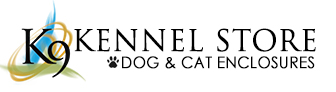 K9 KENNEL STORE
DOG & CAT ENCLOSURES